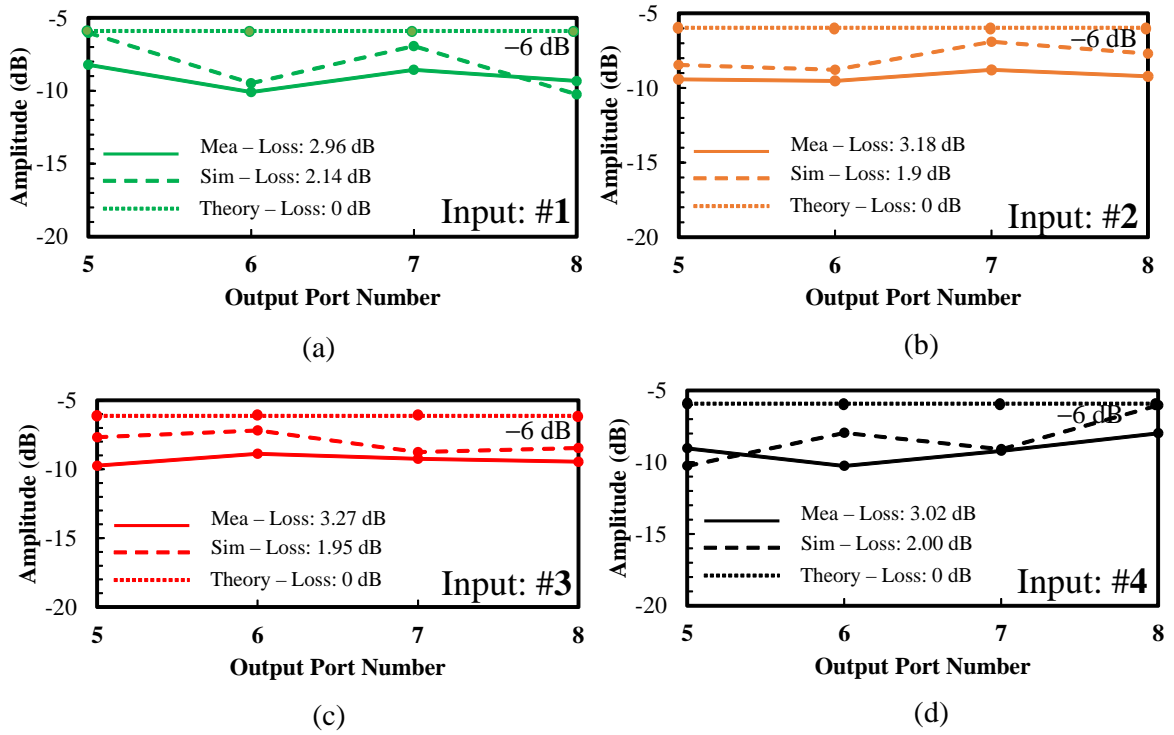 -5
-10
-15
-20
Amplitude (dB)
−6 dB
Mea – Loss: 2.96 dB
Sim – Loss: 2.14 dB
Theory – Loss: 0 dB
Input: #1
5 6 7 8
Output Port Number
(a)
-5
-10
-15
-20
Amplitude (dB)
−6 dB
Mea – Loss: 3.18 dB
Sim – Loss: 1.9 dB
Theory – Loss: 0 dB
Input: #2
5 6 7 8
Output Port Number
(b)
-5
-10
-15
-20
Amplitude (dB)
−6 dB
Mea – Loss: 3.27 dB
Sim – Loss: 1.95 dB
Theory – Loss: 0 dB
Input: #3
5 6 7 8
Output Port Number
(c)
-5
-10
-15
-20
Amplitude (dB)
−6 dB
Mea – Loss: 3.02 dB
Sim – Loss: 2.00 dB
Theory – Loss: 0 dB
Input: #4
5 6 7 8
Output Port Number
(d)